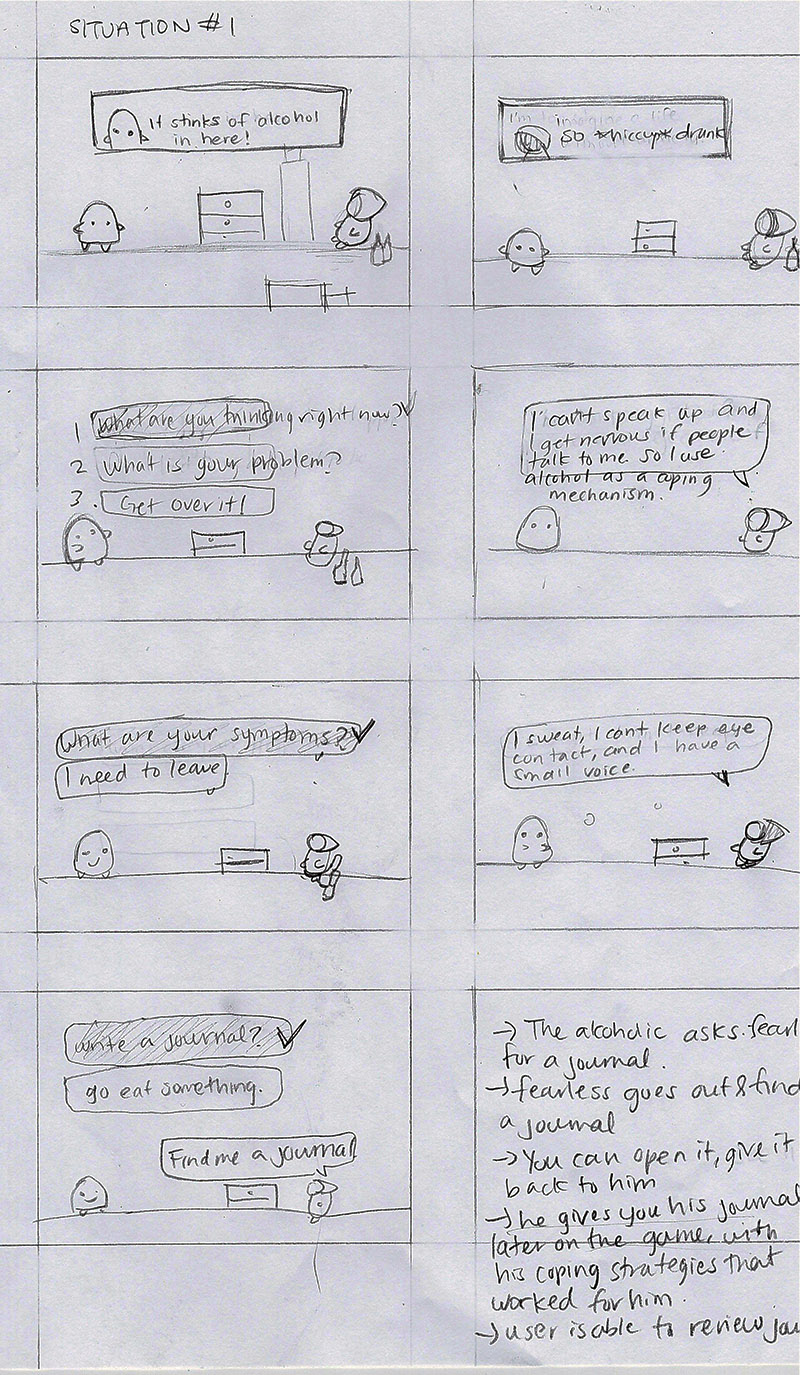 SITUATION #1
It stinks of alcohol
in here!
so *hiccup* drunk
1 What are you thinking right now?
2 What is your problem?
3. Get over it!
I can't speak up and
I get nervous if people
talk to me. So I use
alcohol as a coping
mechanism.
What are your symptoms?
I need to leave
I sweat, I cant keep eye
contact, and I have a
small voice.
Write a journal?
go eat something.
Find me a journal
→ The alcoholic asks fearl
for a journal.
→ fearless goes out & find
a journal
→ You can open it, give it
back to him
→ he gives you his journal
later on the game, with
his coping strategies that
worked for him.
→ user is able to review jou